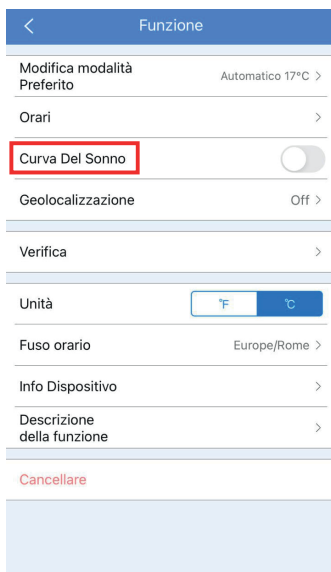 Funzione
Modifica modalità
Preferito
Automatico 17°C
Orari
Curva Del Sonno
Geolocalizzazione
Off
Verifica
Unità
°F
°C
Fuso orario
Europe/Rome
Info Dispositivo
Descrizione
della funzione
Cancellare